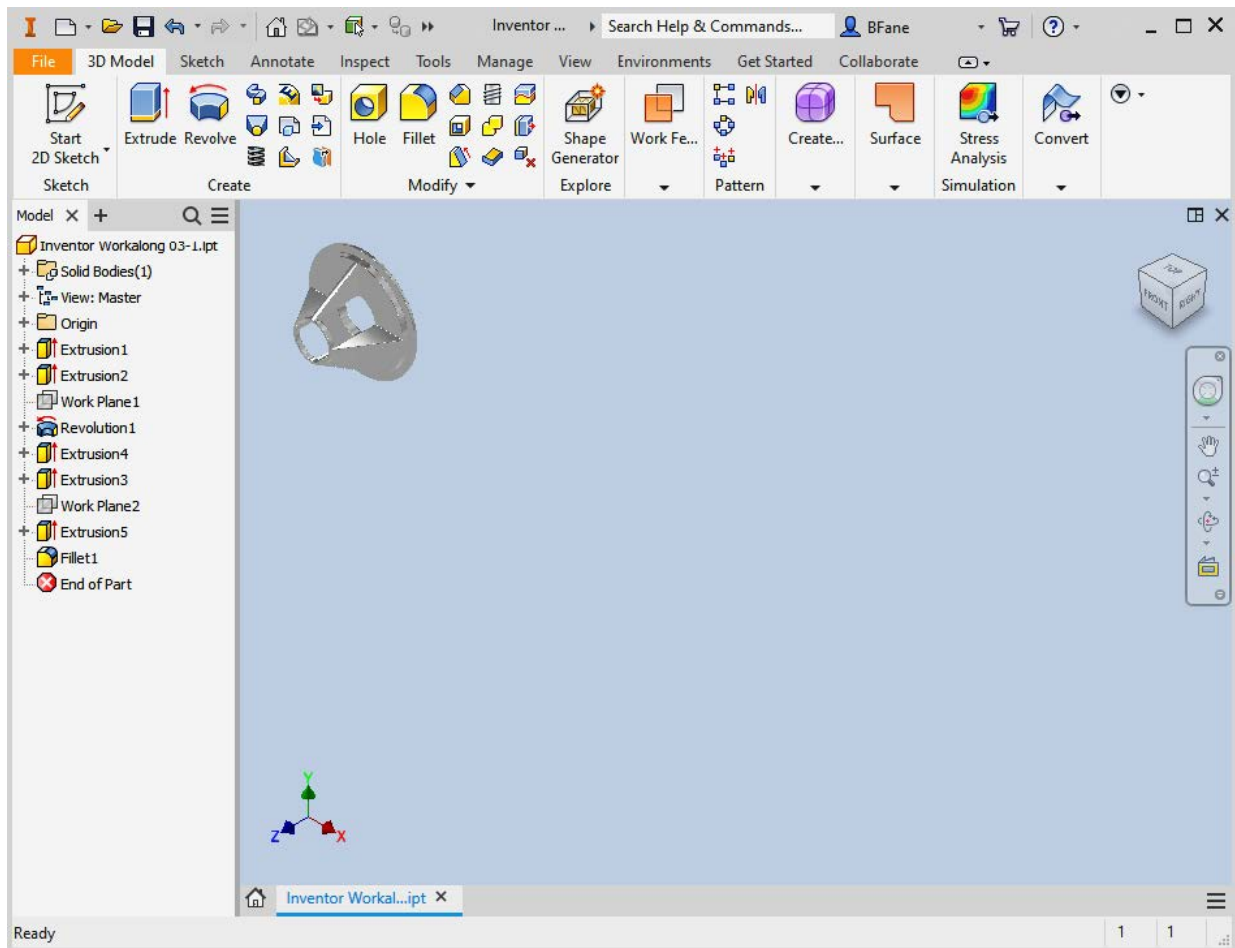 Inventor ... Search Help & Commands... BFane
File 3D Model Sketch Annotate Inspect Tools Manage View Environments Get Started Collaborate
Start
2D Sketch
Extrude Revolve
Hole Fillet
Shape
Generator
Work Fe...
Create...
Surface
Stress
Analysis
Convert
Sketch Create Modify Explore Pattern Simulation
Model
Inventor Workalong 03-1.ipt
Solid Bodies(1)
View: Master
Origin
Extrusion1
Extrusion2
Work Plane1
Revolution1
Extrusion4
Extrusion3
Work Plane2
Extrusion5
Fillet1
End of Part
TOP
FRONT RIGHT
Y
Z X
Inventor Workal...ipt
Ready 1 1